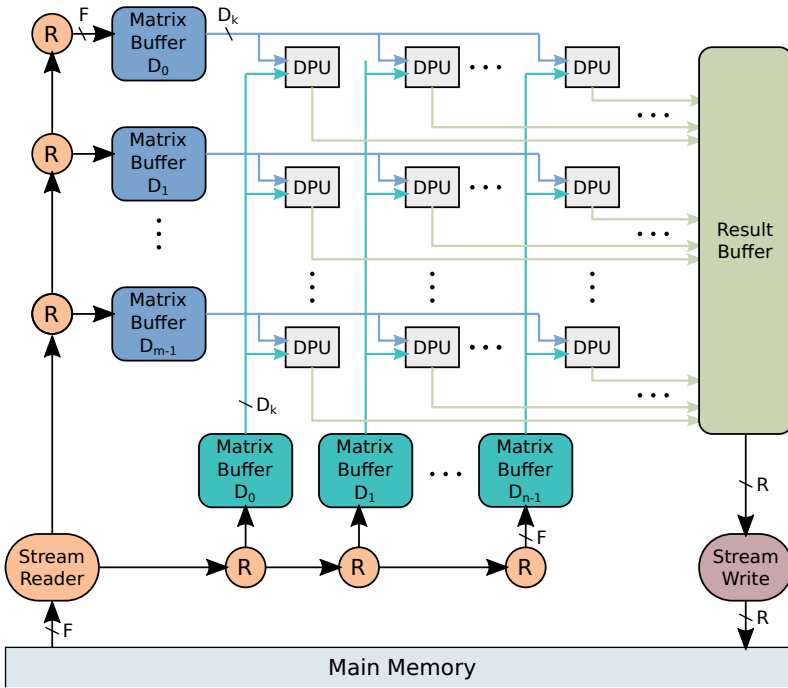 R
F
Matrix
Buffer
D0
Dk
DPU
DPU
...
DPU
...
R
Matrix
Buffer
D1
DPU
DPU
...
DPU
...
Result
Buffer
R
Matrix
Buffer
Dm-1
DPU
DPU
...
DPU
...
Dk
Matrix
Buffer
D0
Matrix
Buffer
D1
...
Matrix
Buffer
Dn-1
R
F
Stream
Reader
R
R
R
Stream
Write
F
R
Main Memory